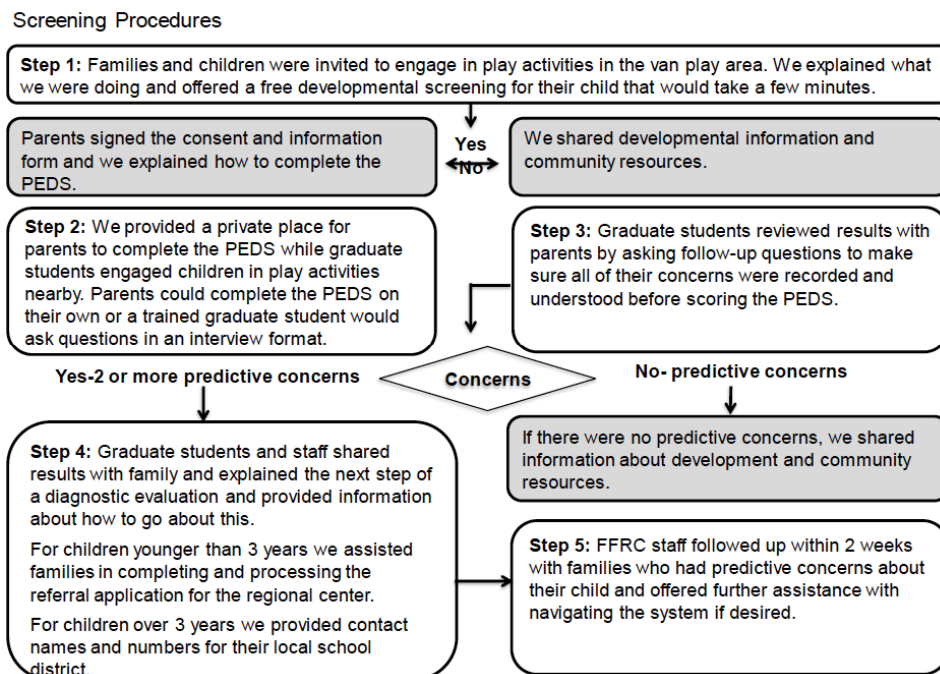 Screening Procedures
Step 1: Families and children were invited to engage in play activities in the van play area. We explained what
we were doing and offered a free developmental screening for their child that would take a few minutes.
Parents signed the consent and information
form and we explained how to complete the
PEDS.
Yes
No
We shared developmental information and
community resources.
Step 2: We provided a private place for
parents to complete the PEDS while graduate
students engaged children in play activities
nearby. Parents could complete the PEDS on
their own or a trained graduate student would
ask questions in an interview format.
Step 3: Graduate students reviewed results with
parents by asking follow-up questions to make
sure all of their concerns were recorded and
understood before scoring the PEDS.
Yes-2 or more predictive concerns
Concerns
No- predictive concerns
Step 4: Graduate students and staff shared
results with family and explained the next step of
a diagnostic evaluation and provided information
about how to go about this.
For children younger than 3 years we assisted
families in completing and processing the
referral application for the regional center.
For children over 3 years we provided contact
names and numbers for their local school
district.
If there were no predictive concerns, we shared
information about development and community
resources.
Step 5: FFRC staff followed up within 2 weeks
with families who had predictive concerns about
their child and offered further assistance with
navigating the system if desired.